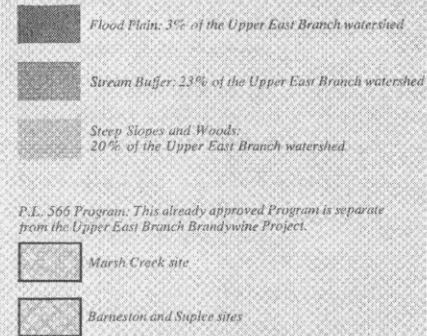 Flood Plain: 3% of the Upper East Branch watershed
Stream Buffer: 23% of the Upper East Branch watershed
Steep Slopes and Woods:
20% of the Upper East Branch watershed
P.L. 566 Program: This already approved Program is separate
from the Upper East Branch Brandywine Project.
Marsh Creek site
Barneston and Suplee sites